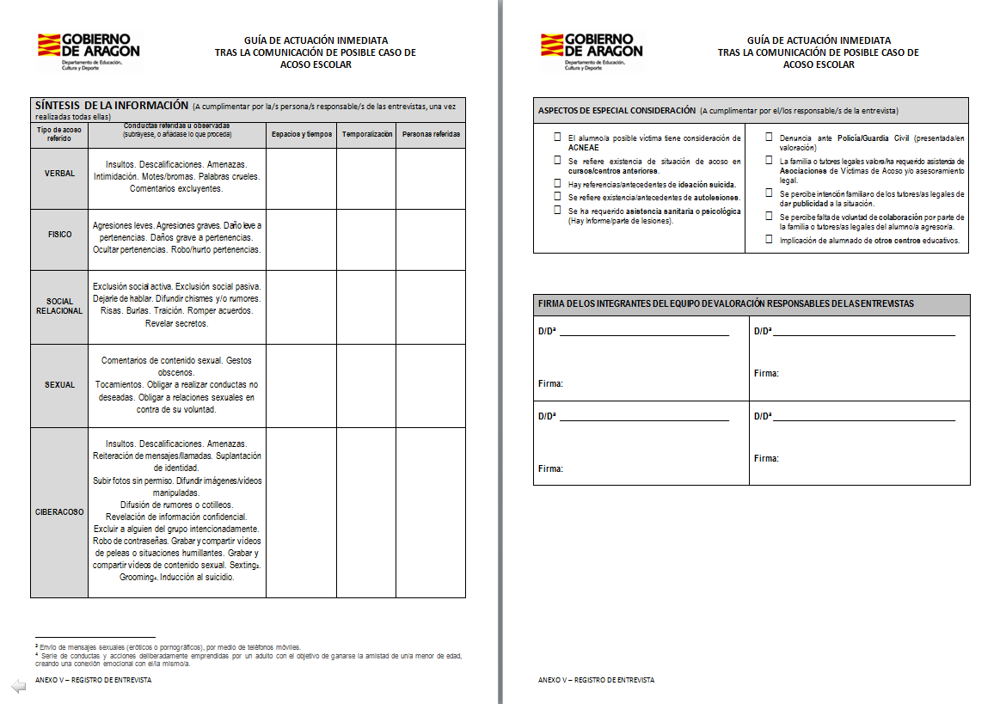 GOBIERNO
DE ARAGON
Departamento de Educación,
Cultura y Deporte
GUÍA DE ACTUACIÓN INMEDIATA
TRAS LA COMUNICACIÓN DE POSIBLE CASO DE
ACOSO ESCOLAR
SÍNTESIS DE LA INFORMACIÓN (A cumplimentar por la/s persona/s responsable/s de las entrevistas, una vez
realizadas todas ellas)
Tipo de acoso
referido
Conductas referidas u observadas
(subráyese, o añádase lo que proceda)
Espacios y tiempos
Temporalización
Personas referidas
VERBAL
Insultos. Descalificaciones. Amenazas.
Intimidación. Motes/bromas. Palabras crueles.
Comentarios excluyentes.
FISICO
Agresiones leves. Agresiones graves. Daño leve a
pertenencias. Daños grave a pertenencias.
Ocultar pertenencias. Robo/hurto pertenencias.
SOCIAL
RELACIONAL
Exclusión social activa. Exclusión social pasiva.
Dejarle de hablar. Difundir chismes y/o rumores.
Risas. Burlas. Traición. Romper acuerdos.
Revelar secretos.
SEXUAL
Comentarios de contenido sexual. Gestos
obscenos.
Tocamientos. Obligar a realizar conductas no
deseadas. Obligar a relaciones sexuales en
contra de su voluntad.
CIBERACOSO
Insultos. Descalificaciones. Amenazas.
Reiteración de mensajes/llamadas. Suplantación
de identidad.
Subir fotos sin permiso. Difundir imágenes/vídeos
manipuladas.
Difusión de rumores o cotilleos.
Revelación de información confidencial.
Excluir a alguien del grupo intencionadamente.
Robo de contraseñas. Grabar y compartir vídeos
de peleas o situaciones humillantes. Grabar y
compartir vídeos de contenido sexual. Sexting3.
Grooming4. Inducción al suicidio.
3 Envío de mensajes sexuales (eróticos o pornográficos), por medio de teléfonos móviles.
4 Serie de conductas y acciones deliberadamente emprendidas por un adulto con el objetivo de ganarse la amistad de un/a menor de edad,
creando una conexión emocional con el/la mismo/a.
ANEXO V – REGISTRO DE ENTREVISTA
GOBIERNO
DE ARAGON
Departamento de Educación,
Cultura y Deporte
GUÍA DE ACTUACIÓN INMEDIATA
TRAS LA COMUNICACIÓN DE POSIBLE CASO DE
ACOSO ESCOLAR
ASPECTOS DE ESPECIAL CONSIDERACIÓN (A cumplimentar por el/los responsable/s de la entrevista)
El alumno/a posible víctima tiene consideración de
ACNEAE
Se refiere existencia de situación de acoso en
cursos/centros anteriores.
Hay referencias/antecedentes de ideación suicida.
Se refiere existencia/antecedentes de autolesiones.
Se ha requerido asistencia sanitaria o psicológica
(Hay Informe/parte de lesiones).
Denuncia ante Policía/Guardia Civil (presentada/en
valoración)
La familia o tutores legales valora/ha requerido asistencia de
Asociaciones de Víctimas de Acoso y/o asesoramiento
legal.
Se percibe intención familiar o de los tutores/as legales de
dar publicidad a la situación.
Se percibe falta de voluntad de colaboración por parte de
la familia o tutores/as legales del alumno/a agresor/a.
Implicación de alumnado de otros centros educativos.
FIRMA DE LOS INTEGRANTES DEL EQUIPO DE VALORACIÓN RESPONSABLES DE LAS ENTREVISTAS
D/Dª
Firma:
D/Dª
Firma:
D/Dª
Firma:
D/Dª
Firma:
ANEXO V – REGISTRO DE ENTREVISTA